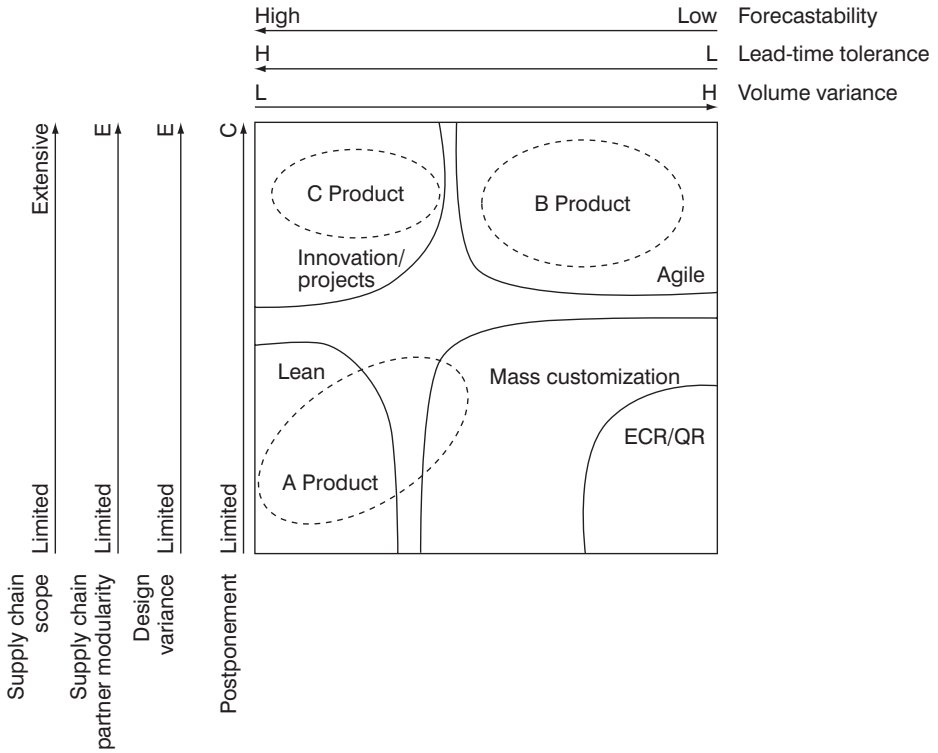 High Low Forecastability
H L Lead-time tolerance
L H Volume variance
Extensive
E
E
C
C Product
B Product
Innovation/
projects
Agile
Lean
Mass customization
ECR/QR
A Product
Limited
Limited
Limited
Limited
Supply chain
scope
Supply chain
partner modularity
Design
variance
Postponement